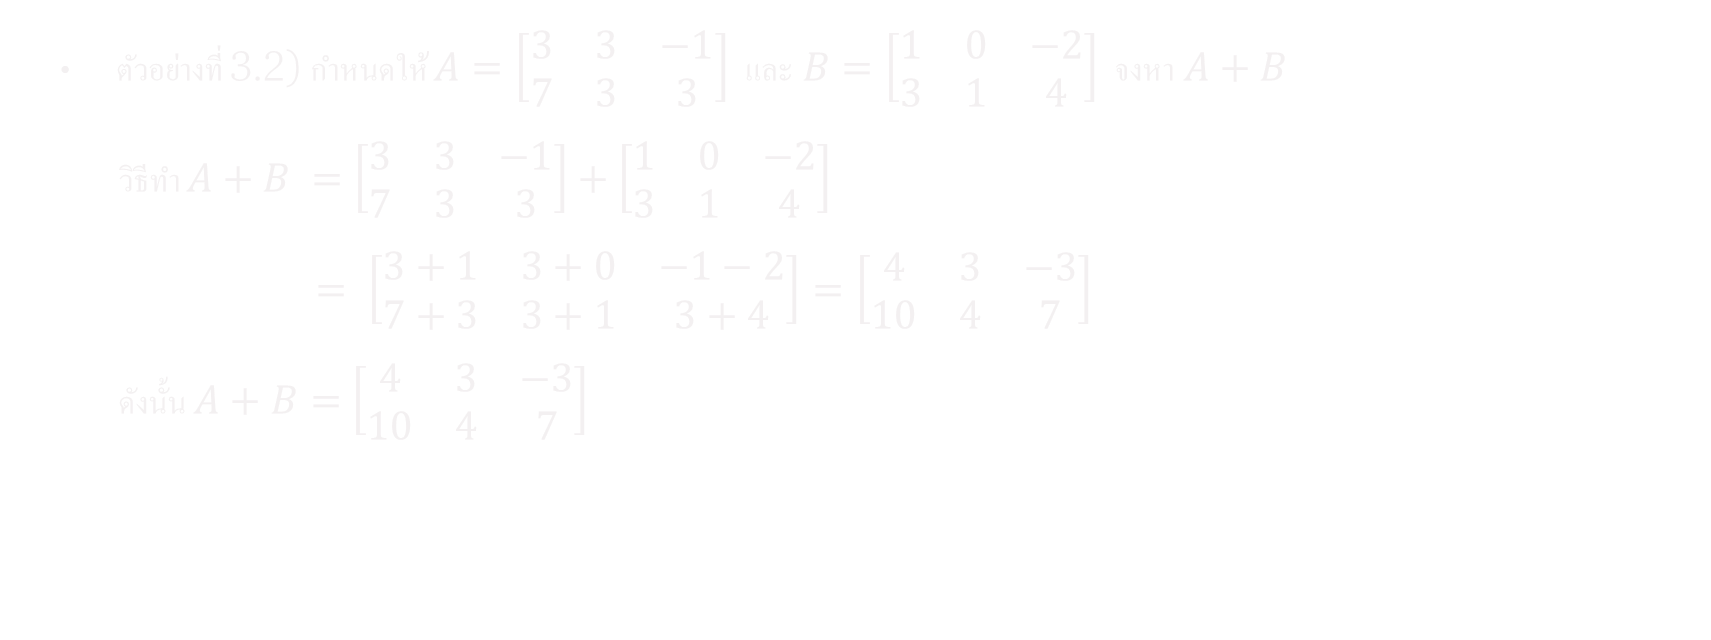 • ตัวอย่างที่ 3.2) กำหนดให้ A = [3 3 −1; 7 3 3] และ B = [1 0 −2; 3 1 4] จงหา A + B
วิธีทำ A + B = [3 3 −1; 7 3 3] + [1 0 −2; 3 1 4]
= [3 + 1 3 + 0 −1 − 2; 7 + 3 3 + 1 3 + 4] = [4 3 −3; 10 4 7]
ดังนั้น A + B = [4 3 −3; 10 4 7]